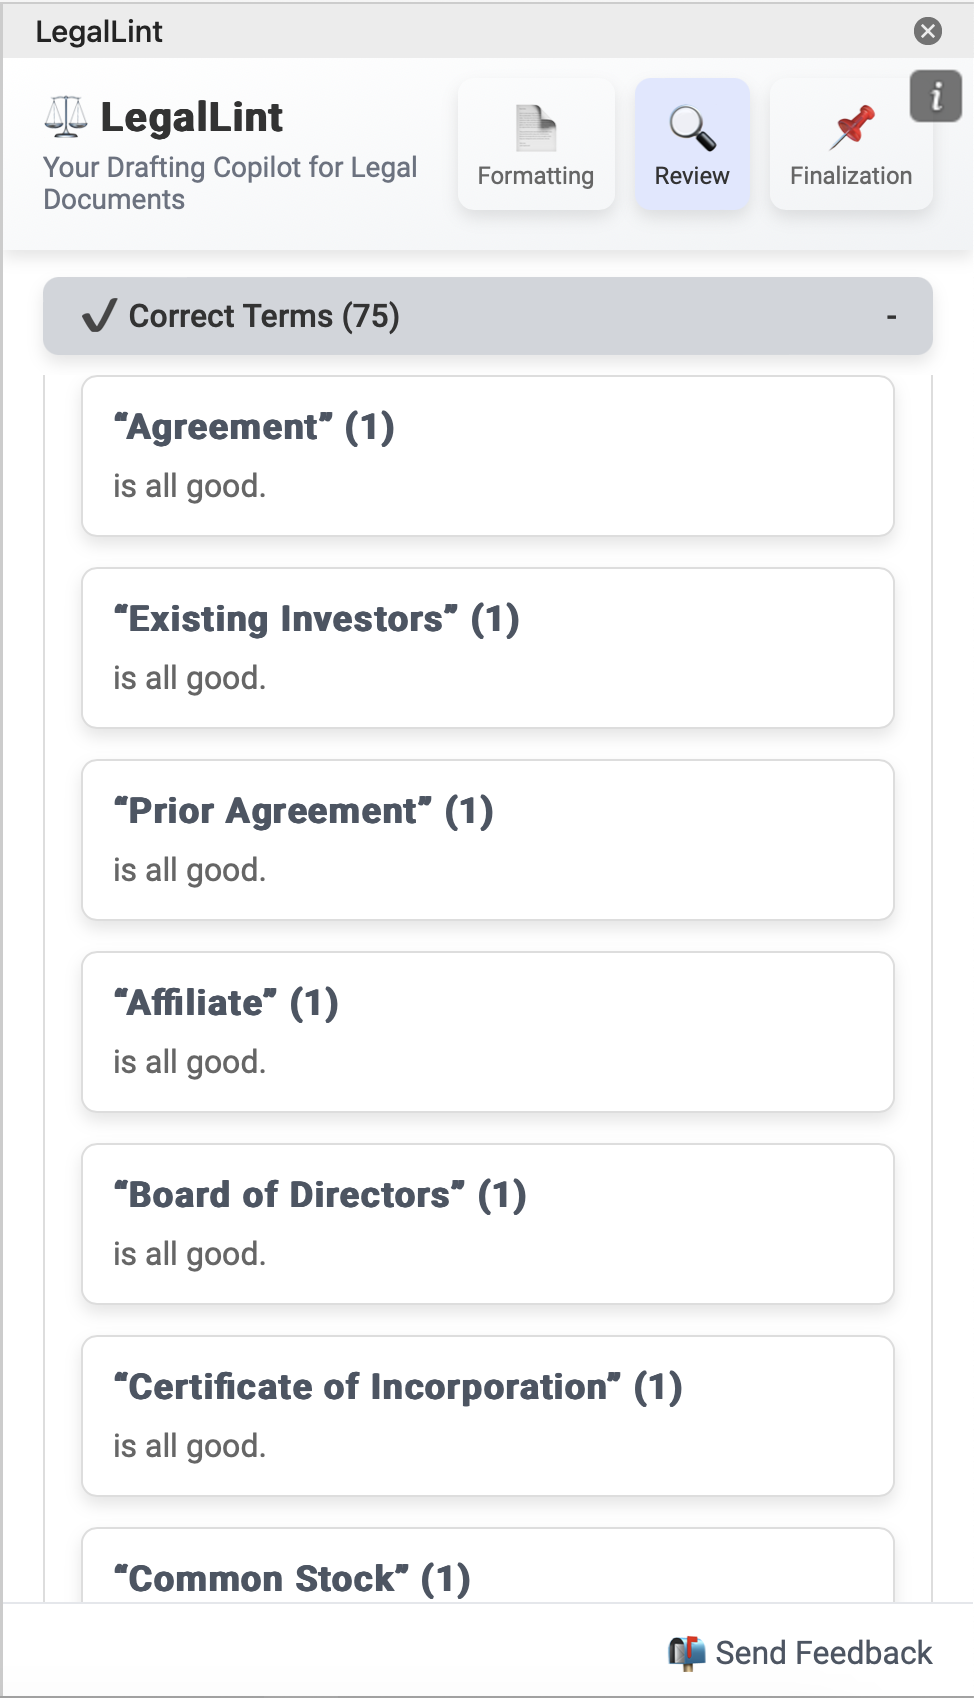 LegalLint
LegalLint
Your Drafting Copilot for Legal
Documents
Formatting
Review
Finalization
i
✔ Correct Terms (75)
-
“Agreement” (1)
is all good.
“Existing Investors” (1)
is all good.
“Prior Agreement” (1)
is all good.
“Affiliate” (1)
is all good.
“Board of Directors” (1)
is all good.
“Certificate of Incorporation” (1)
is all good.
“Common Stock” (1)
Send Feedback